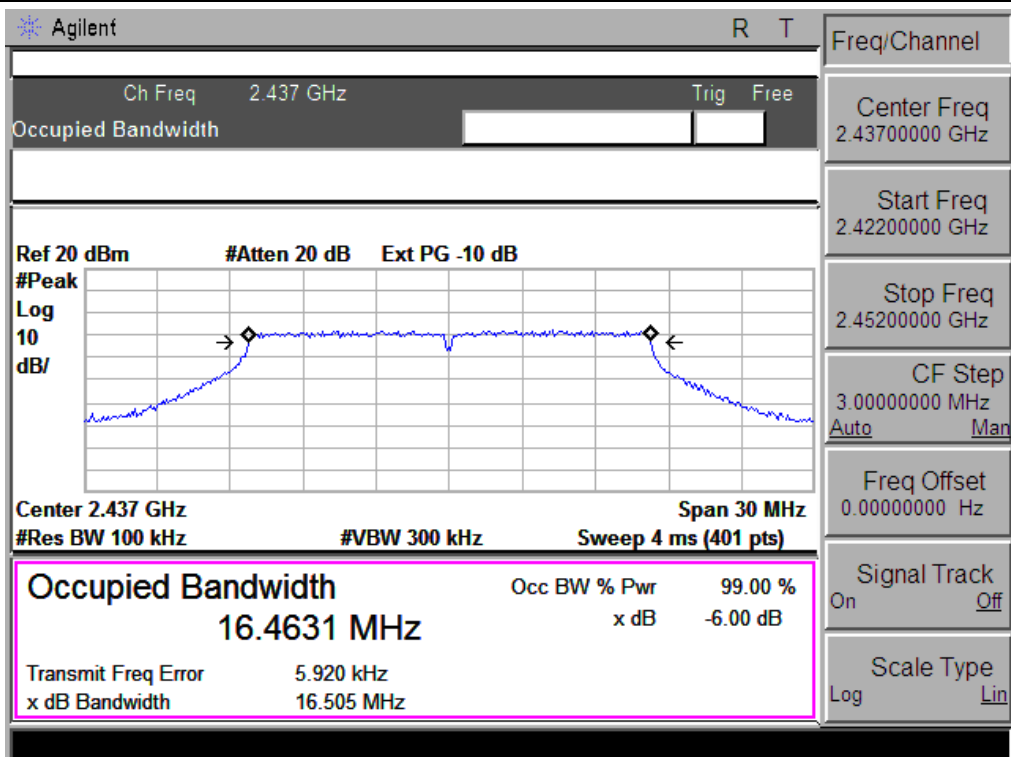 Agilent R T
Ch Freq 2.437 GHz Trig Free
Occupied Bandwidth
Ref 20 dBm #Atten 20 dB Ext PG -10 dB
#Peak
Log
10
dB/
Center 2.437 GHz Span 30 MHz
#Res BW 100 kHz #VBW 300 kHz Sweep 4 ms (401 pts)
Occupied Bandwidth Occ BW % Pwr 99.00 %
16.4631 MHz x dB -6.00 dB
Transmit Freq Error 5.920 kHz
x dB Bandwidth 16.505 MHz
Freq/Channel
Center Freq
2.43700000 GHz
Start Freq
2.42200000 GHz
Stop Freq
2.45200000 GHz
CF Step
3.00000000 MHz
Auto Man
Freq Offset
0.00000000 Hz
Signal Track
On Off
Scale Type
Log Lin